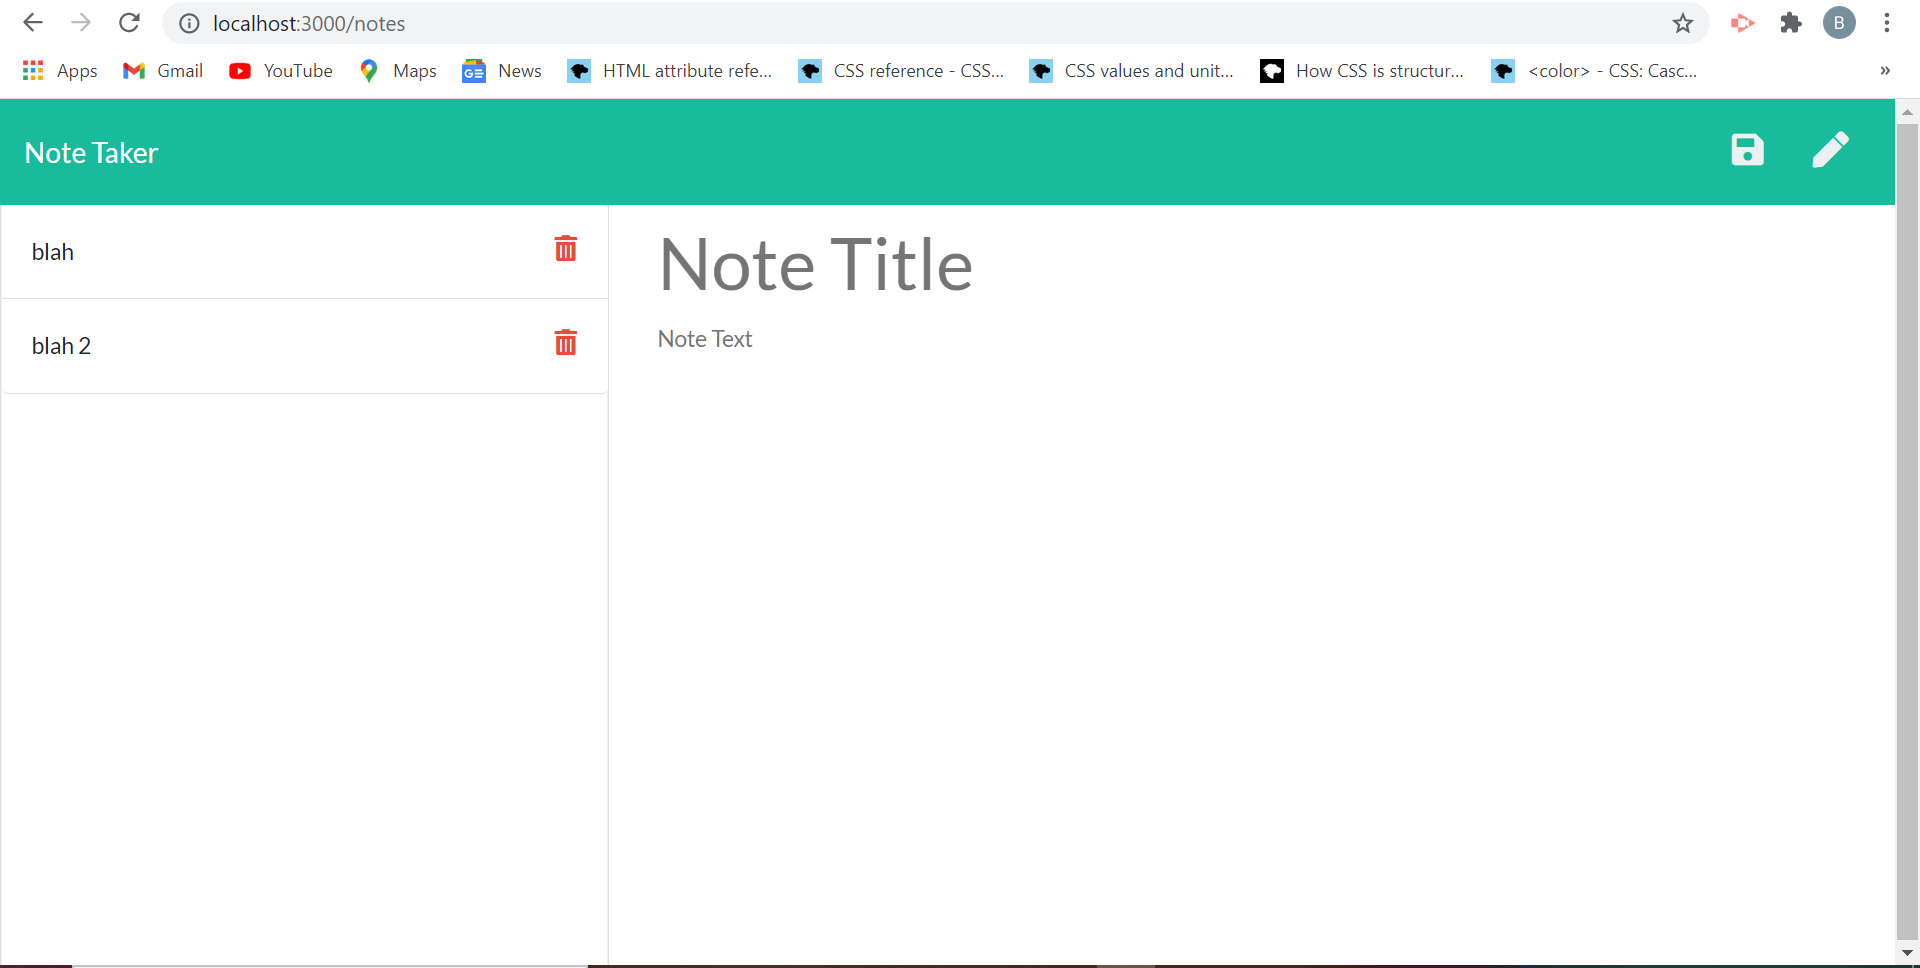 localhost:3000/notes
B
Apps Gmail YouTube Maps News HTML attribute refe... CSS reference - CSS... CSS values and unit... How CSS is structur... <color> - CSS: Casc... »
Note Taker
blah
blah 2
Note Title
Note Text